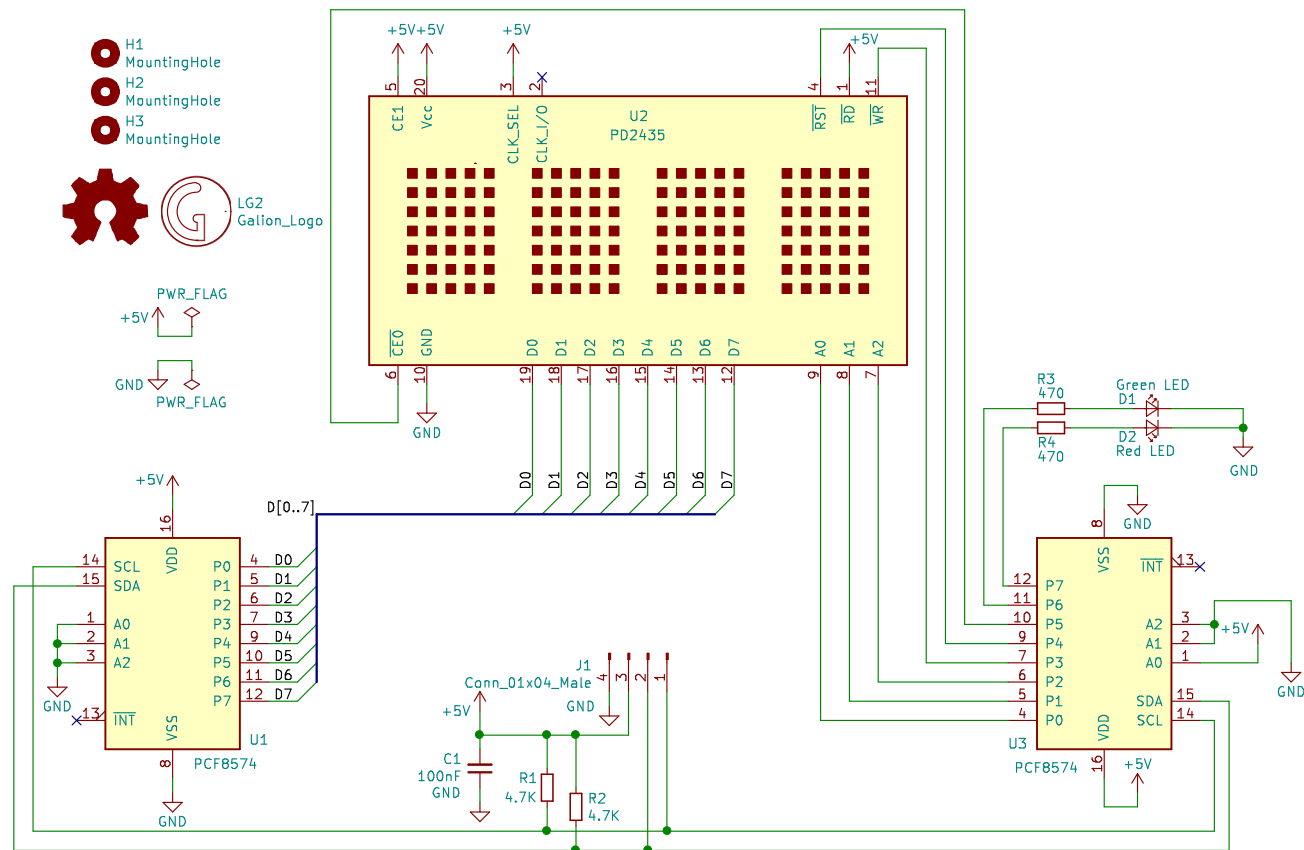 H1
MountingHole
H2
MountingHole
H3
MountingHole
LG2
Galion_Logo
PWR_FLAG
+5V
GND
PWR_FLAG
+5V +5V +5V +5V
5 20 3 2 4 1 11
CE1 Vcc CLK_SEL CLK_I/O RST RD WR
U2
PD2435
CE0 GND D0 D1 D2 D3 D4 D5 D6 D7 A0 A1 A2
6 10 19 18 17 16 15 14 13 12 9 8 7
GND
D0 D1 D2 D3 D4 D5 D6 D7
D[0..7]
R3
470
Green LED
D1
R4
470
D2
Red LED
GND
+5V
16
VDD
14 SCL P0 4 D0
15 SDA P1 5 D1
P2 6 D2
1 A0 P3 7 D3
2 A1 P4 9 D4
3 A2 P5 10 D5
P6 11 D6
P7 12 D7
GND
13 INT
VSS
8
U1
PCF8574
GND
J1
Conn_01x04_Male
4 3 2 1
GND
+5V
C1
100nF
GND
R1
4.7K
R2
4.7K
GND
8
VSS
INT 13
12 P7
11 P6
10 P5 A2 3
9 P4 A1 2
7 P3 A0 1
6 P2
5 P1 SDA 15
4 P0 SCL 14
+5V
GND
VDD
16
+5V
U3
PCF8574